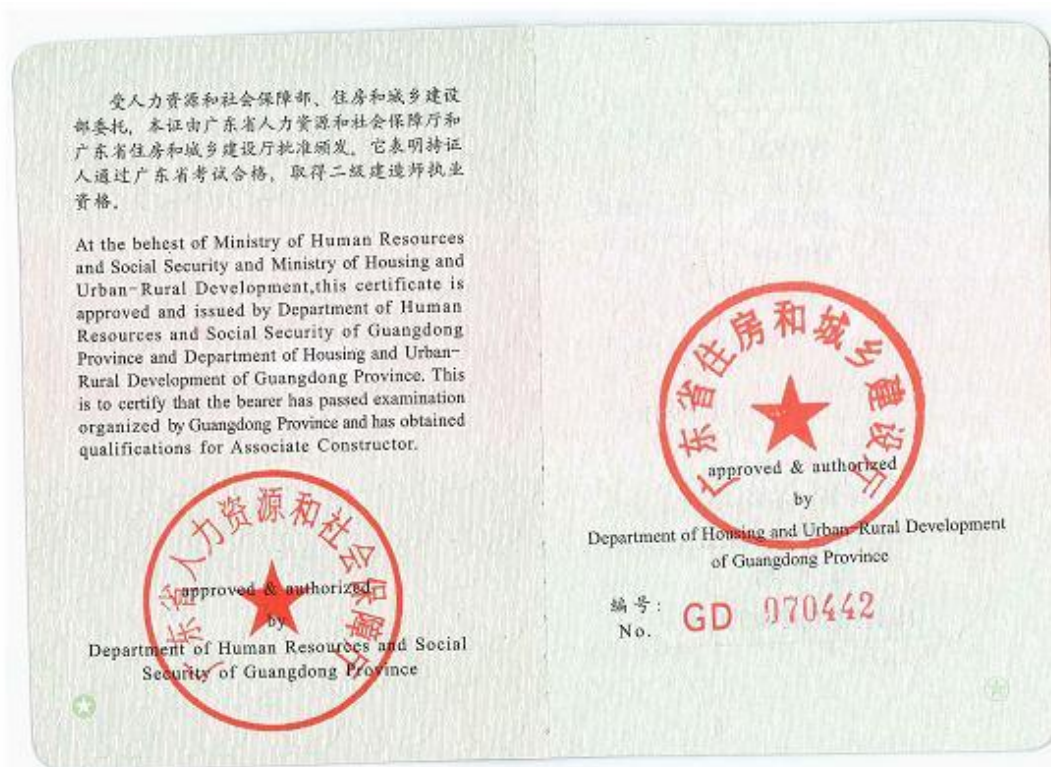 受人力资源和社会保障部、住房和城乡建设
部委托，本证由广东省人力资源和社会保障厅和
广东省住房和城乡建设厅批准颁发。它表明持证
人通过广东省考试合格，取得二级建造师执业
资格。
At the behest of Ministry of Human Resources
and Social Security and Ministry of Housing and
Urban-Rural Development,this certificate is
approved and issued by Department of Human
Resources and Social Security of Guangdong
Province and Department of Housing and Urban-
Rural Development of Guangdong Province. This
is to certify that the bearer has passed examination
organized by Guangdong Province and has obtained
qualifications for Associate Constructor.
广东省人力资源和社会保障厅
approved & authorized
by
Department of Human Resources and Social
Security of Guangdong Province
广东省住房和城乡建设厅
approved & authorized
by
Department of Housing and Urban-Rural Development
of Guangdong Province
编号：
No.
GD 070442